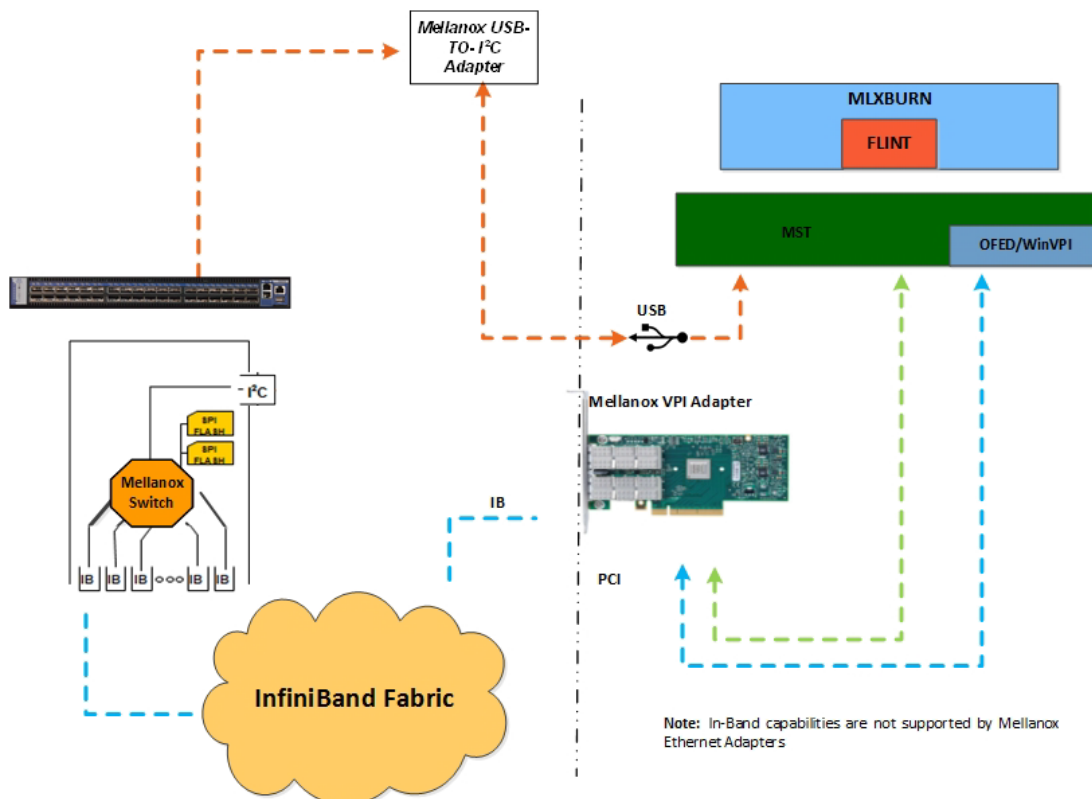 Mellanox USB-
TO- I²C
Adapter
MLXBURN
FLINT
MST
OFED/WinVPI
USB
I²C
SPI
FLASH
SPI
FLASH
Mellanox
Switch
IB
IB
IB
IB
IB
Mellanox VPI Adapter
IB
PCI
InfiniBand Fabric
Note: In-Band capabilities are not supported by Mellanox
Ethernet Adapters